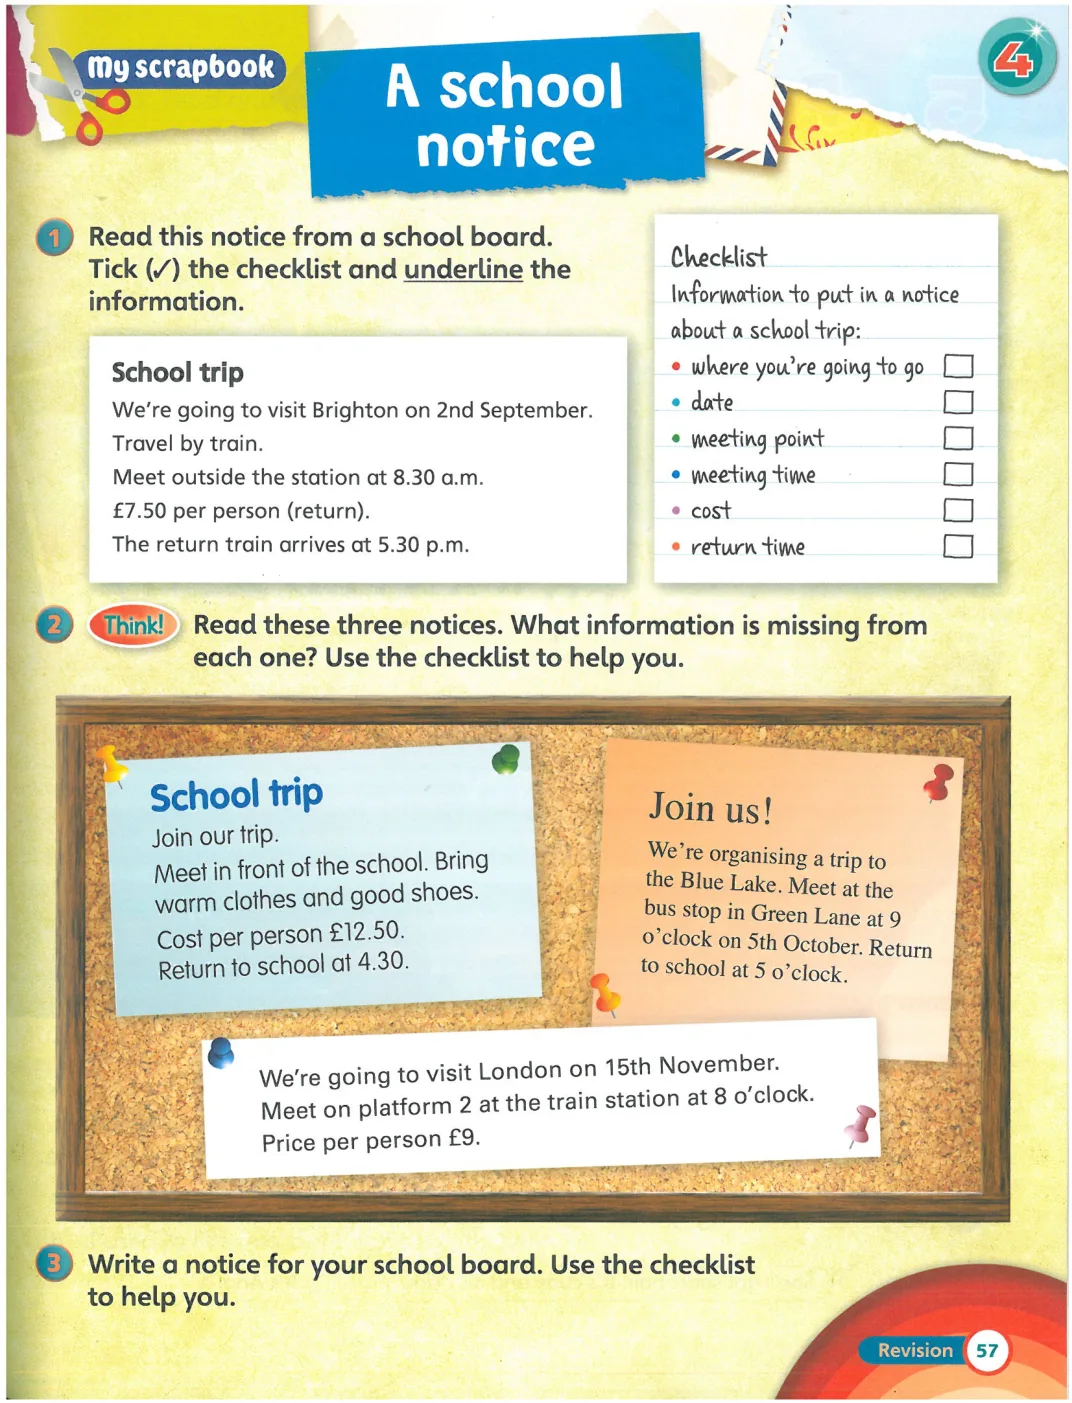 My scrapbook
A school
notice
4
1 Read this notice from a school board.
Tick (✓) the checklist and underline the
information.
School trip
We're going to visit Brighton on 2nd September.
Travel by train.
Meet outside the station at 8.30 a.m.
£7.50 per person (return).
The return train arrives at 5.30 p.m.
Checklist
Information to put in a notice
about a school trip:
• where you're going to go
• date
• meeting point
• meeting time
• cost
• return time
2 Think! Read these three notices. What information is missing from
each one? Use the checklist to help you.
School trip
Join our trip.
Meet in front of the school. Bring
warm clothes and good shoes.
Cost per person £12.50.
Return to school at 4.30.
Join us!
We're organising a trip to
the Blue Lake. Meet at the
bus stop in Green Lane at 9
o'clock on 5th October. Return
to school at 5 o'clock.
We're going to visit London on 15th November.
Meet on platform 2 at the train station at 8 o'clock.
Price per person £9.
3 Write a notice for your school board. Use the checklist
to help you.
Revision 57